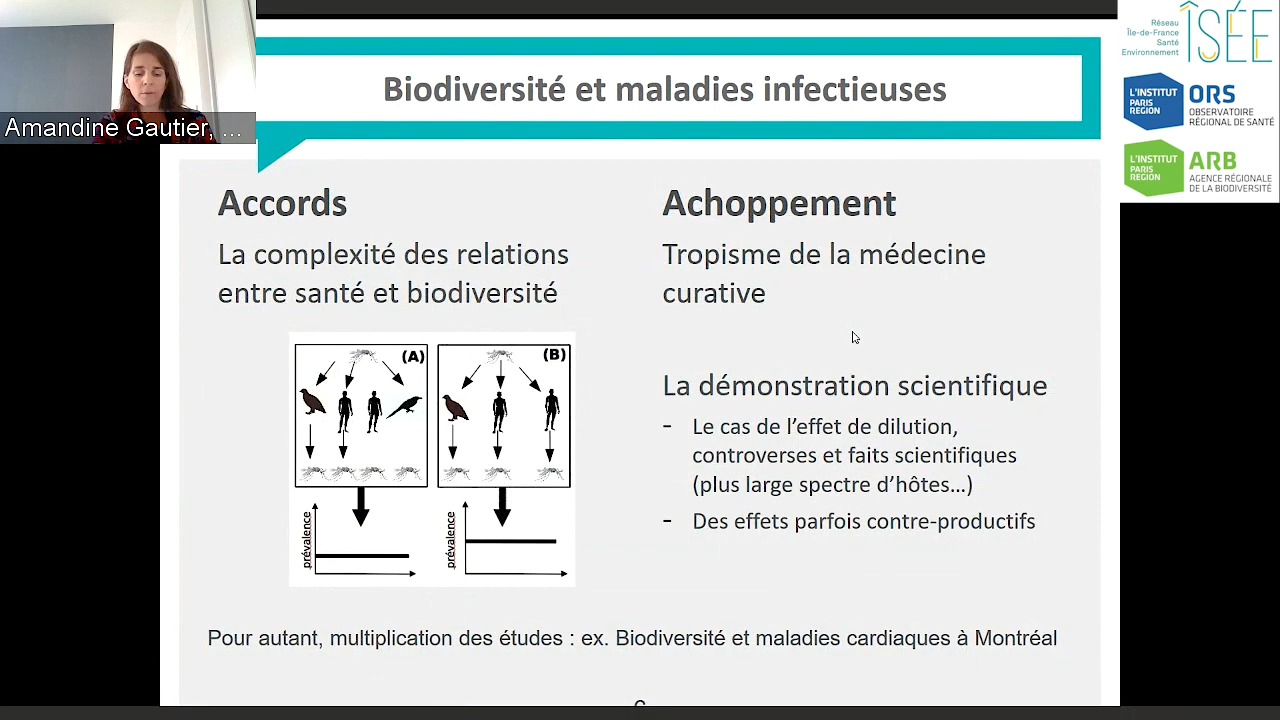 Amandine Gautier, ...
Biodiversité et maladies infectieuses
Réseau
Île-de-France
Santé
Environnement
ÎSÉE
L'INSTITUT
PARIS
REGION
ORS
OBSERVATOIRE
RÉGIONAL DE SANTÉ
L'INSTITUT
PARIS
REGION
ARB
AGENCE RÉGIONALE
DE LA BIODIVERSITÉ
Accords
La complexité des relations
entre santé et biodiversité
(A)
(B)
prévalence
prévalence
Achoppement
Tropisme de la médecine
curative
La démonstration scientifique
- Le cas de l'effet de dilution,
controverses et faits scientifiques
(plus large spectre d'hôtes…)
- Des effets parfois contre-productifs
Pour autant, multiplication des études : ex. Biodiversité et maladies cardiaques à Montréal